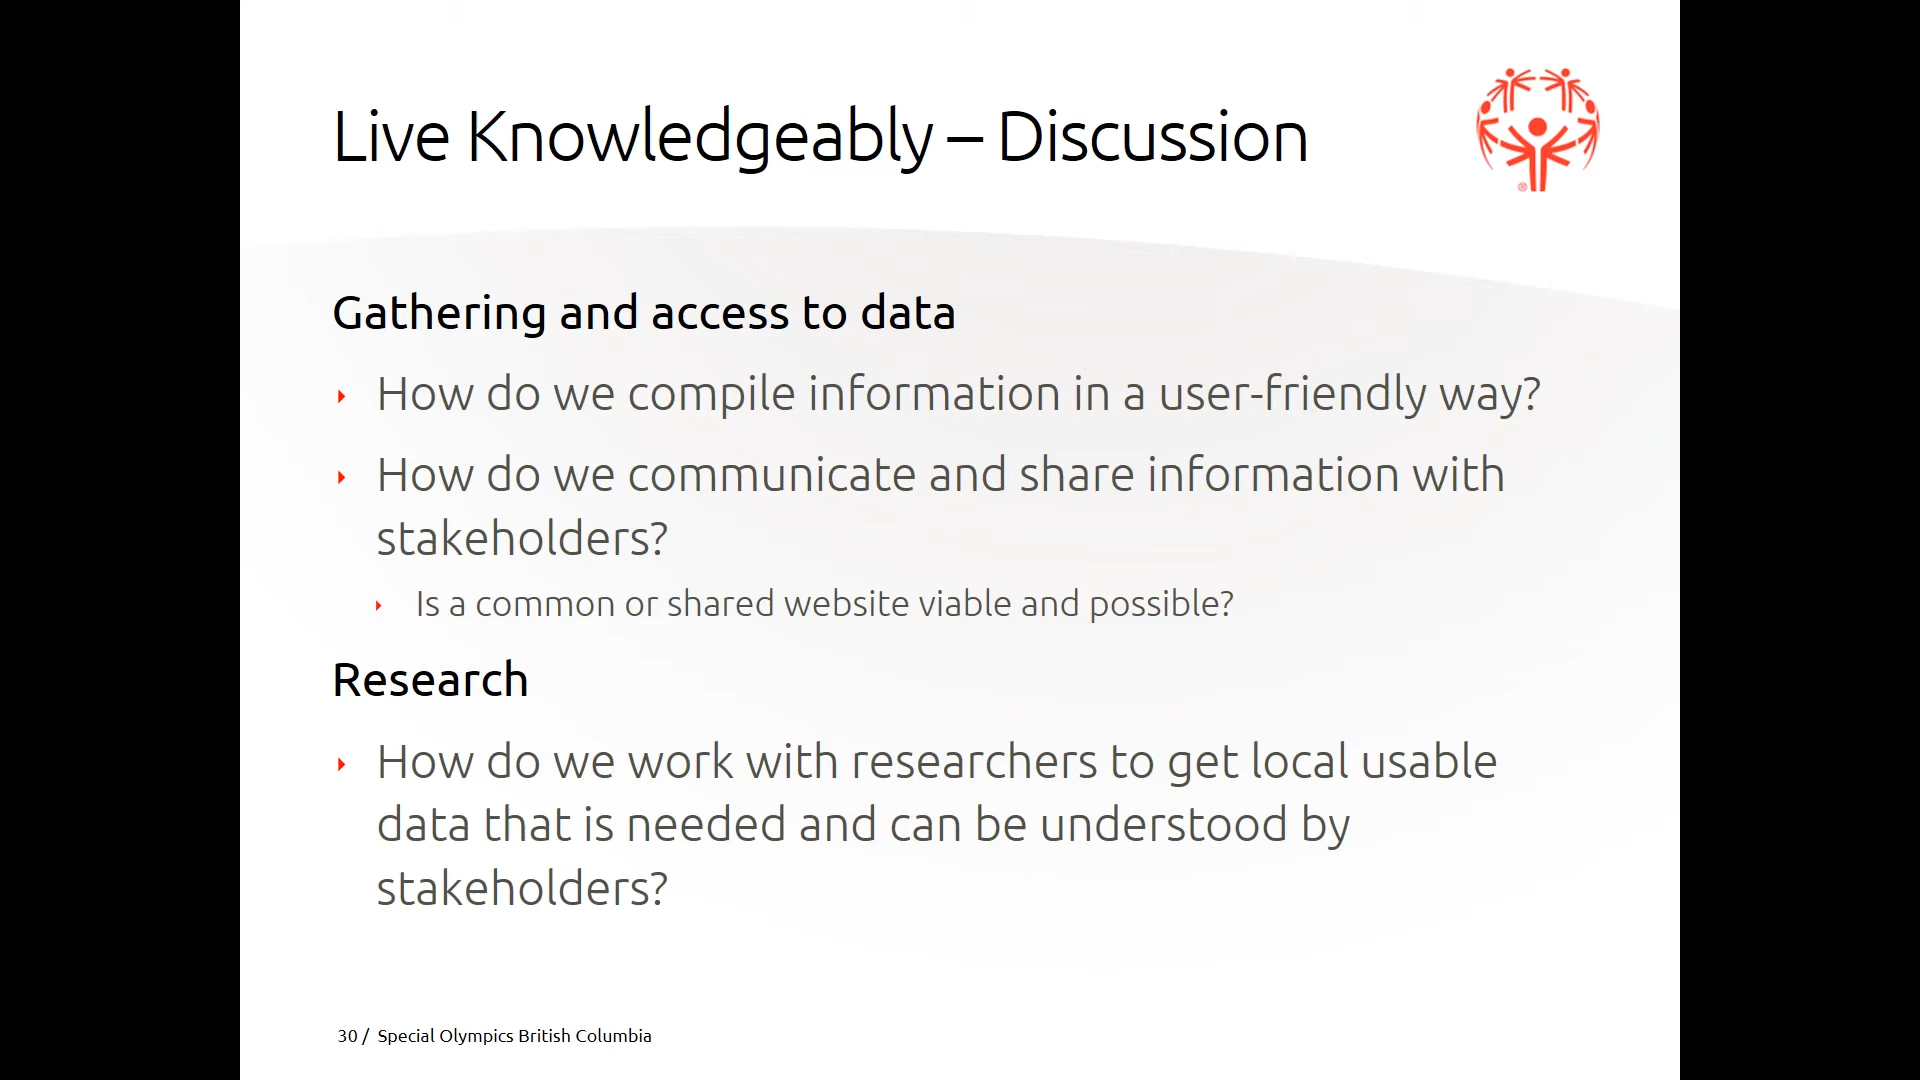 Live Knowledgeably – Discussion
®
Gathering and access to data
How do we compile information in a user-friendly way?
How do we communicate and share information with
stakeholders?
Is a common or shared website viable and possible?
Research
How do we work with researchers to get local usable
data that is needed and can be understood by
stakeholders?
30 / Special Olympics British Columbia